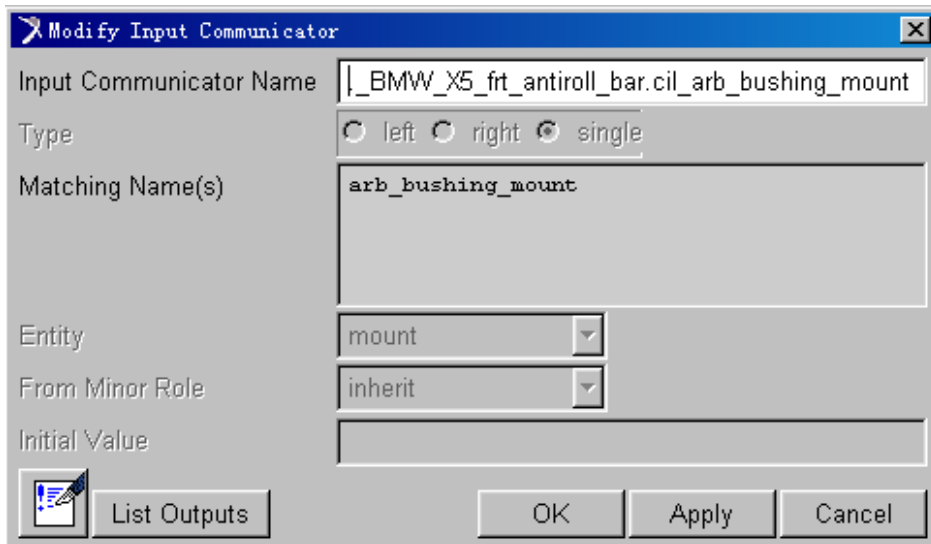 Modify Input Communicator
Input Communicator Name ._BMW_X5_frt_antiroll_bar.cil_arb_bushing_mount
Type left right single
Matching Name(s) arb_bushing_mount
Entity mount
From Minor Role inherit
Initial Value
List Outputs OK Apply Cancel